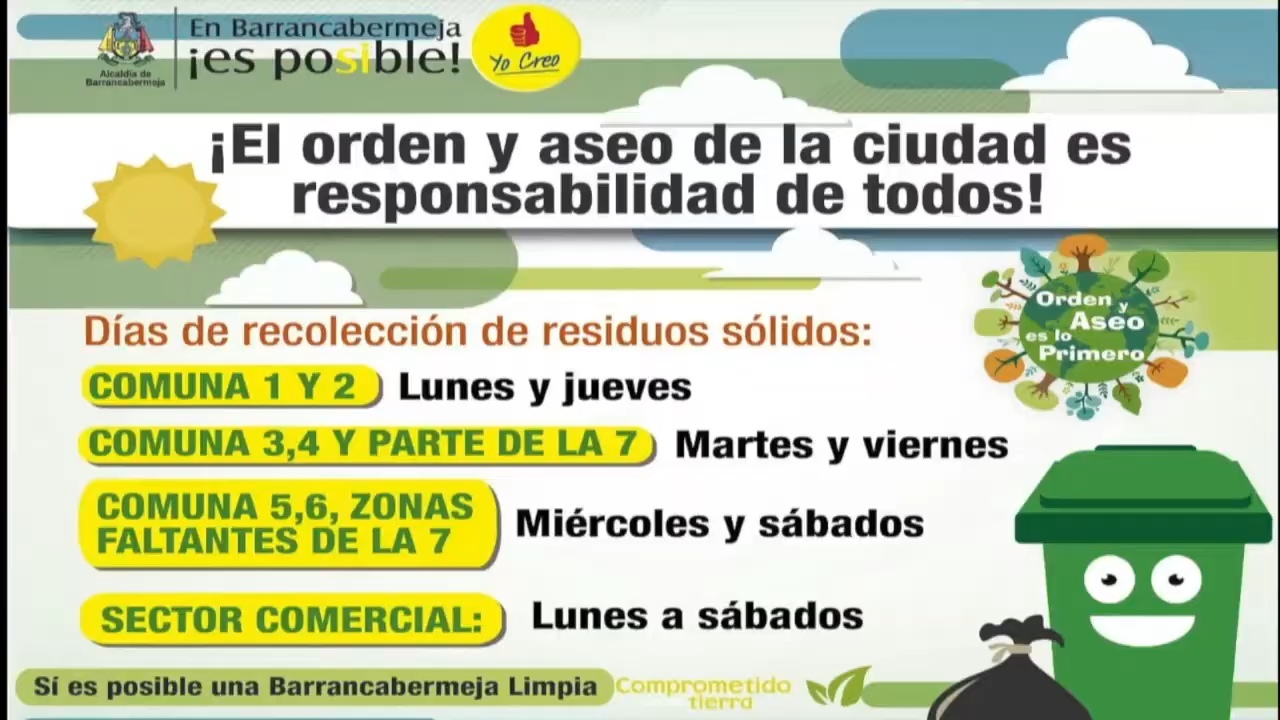 Alcaldía de
Barrancabermeja
En Barrancabermeja
¡es posible!
Yo Creo
¡El orden y aseo de la ciudad es
responsabilidad de todos!
Orden y
Aseo
es lo
Primero
Días de recolección de residuos sólidos:
COMUNA 1 Y 2 Lunes y jueves
COMUNA 3,4 Y PARTE DE LA 7 Martes y viernes
COMUNA 5,6, ZONAS
FALTANTES DE LA 7
Miércoles y sábados
SECTOR COMERCIAL: Lunes a sábados
Sí es posible una Barrancabermeja Limpia
Comprometido
tierra